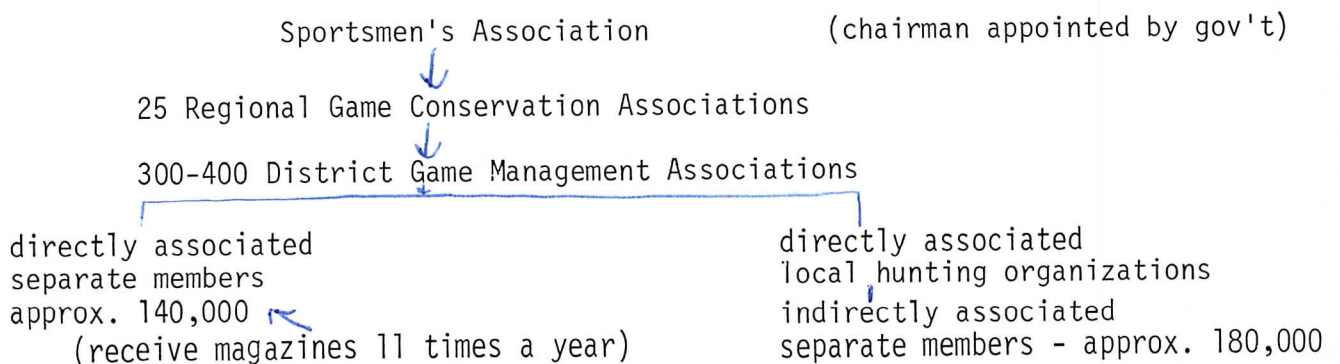 Sportsmen's Association (chairman appointed by gov't)
25 Regional Game Conservation Associations
300-400 District Game Management Associations
directly associated
separate members
approx. 140,000
(receive magazines 11 times a year)
directly associated
local hunting organizations
indirectly associated
separate members - approx. 180,000